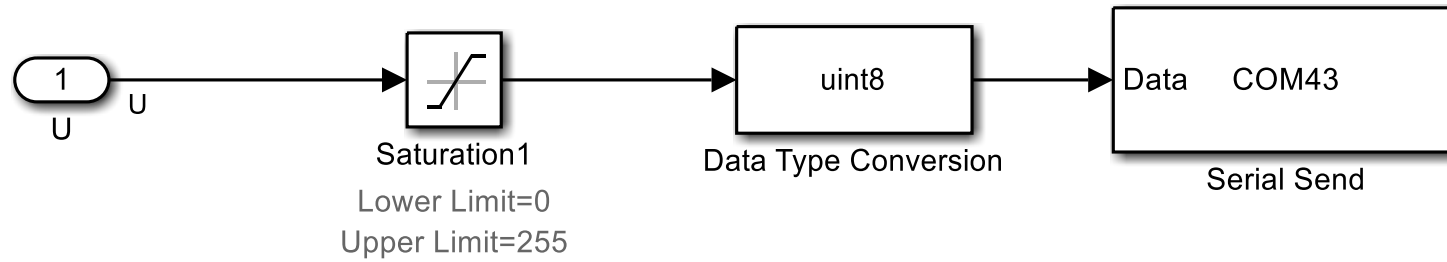 1
U
U
Saturation1
Lower Limit=0
Upper Limit=255
uint8
Data Type Conversion
Data COM43
Serial Send